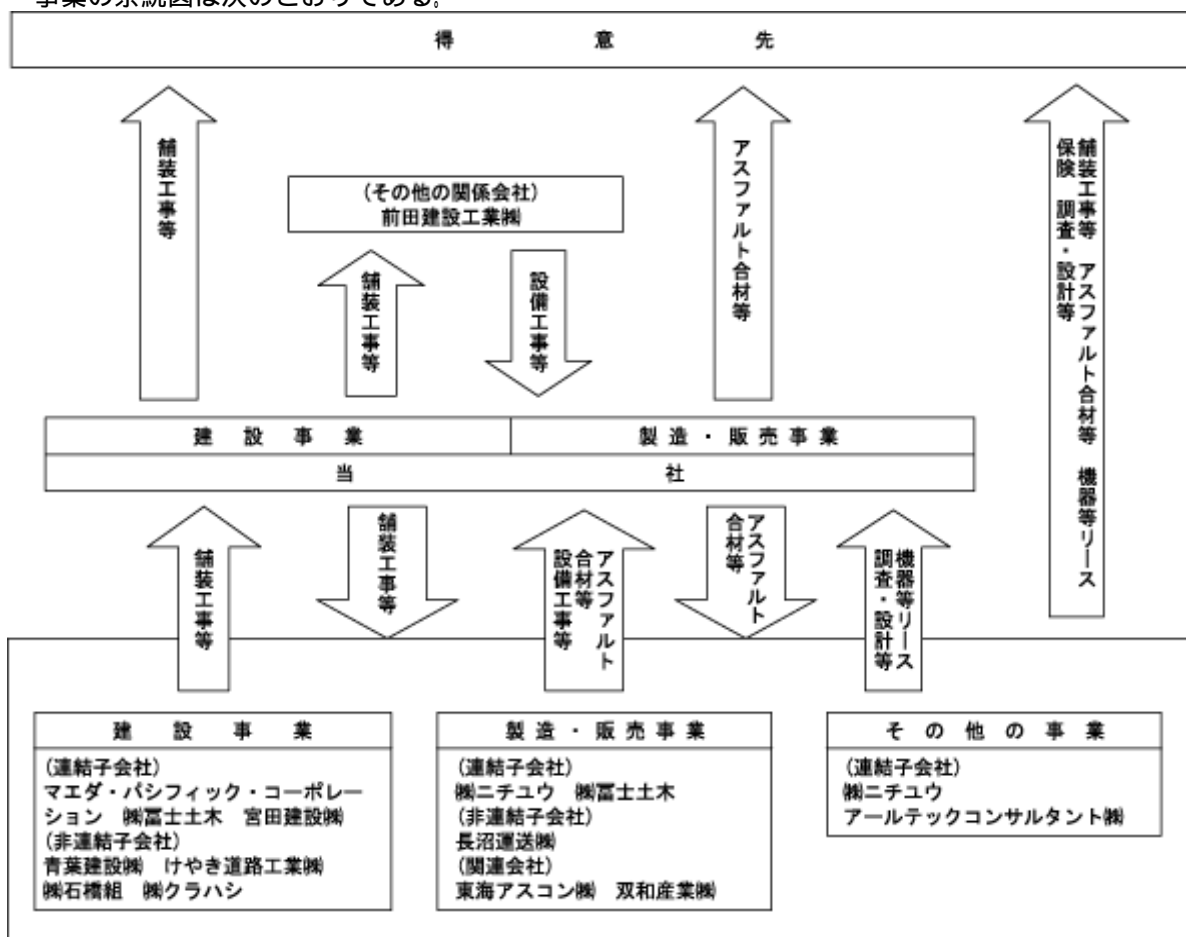 事業の系統図は次のとおりである。
得意先
舗装工事等
(その他の関係会社)
前田建設工業㈱
舗装工事等
設備工事等
アスファルト合材等
舗装工事等 アスファルト合材等 機器等リース
保険 調査・設計等
建設事業
製造・販売事業
当社
舗装工事等
舗装工事等
アスファルト
合材等
設備工事等
アスファルト
合材等
機器等リース
調査・設計等
建設事業
(連結子会社)
マエダ・パシフィック・コーポレー
ション ㈱冨士土木 宮田建設㈱
(非連結子会社)
青葉建設㈱ けやき道路工業㈱
㈱石橋組 ㈱クラハシ
製造・販売事業
(連結子会社)
㈱ニチユウ ㈱冨士土木
(非連結子会社)
長沼運送㈱
(関連会社)
東海アスコン㈱ 双和産業㈱
その他の事業
(連結子会社)
㈱ニチユウ
アールテックコンサルタント㈱